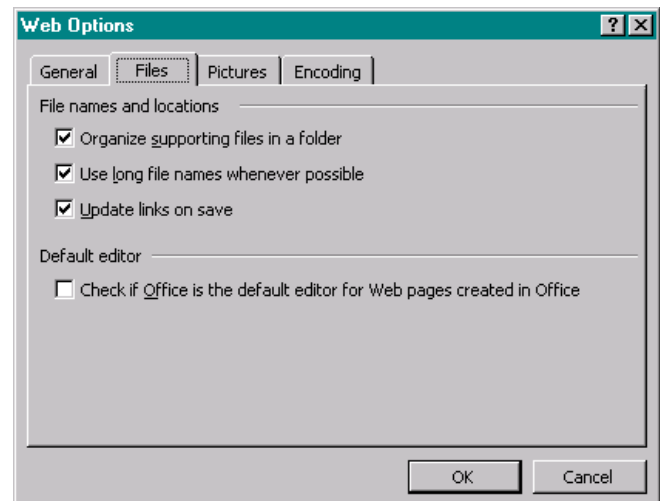 Web Options
General Files Pictures Encoding
File names and locations
Organize supporting files in a folder
Use long file names whenever possible
Update links on save
Default editor
Check if Office is the default editor for Web pages created in Office
OK Cancel